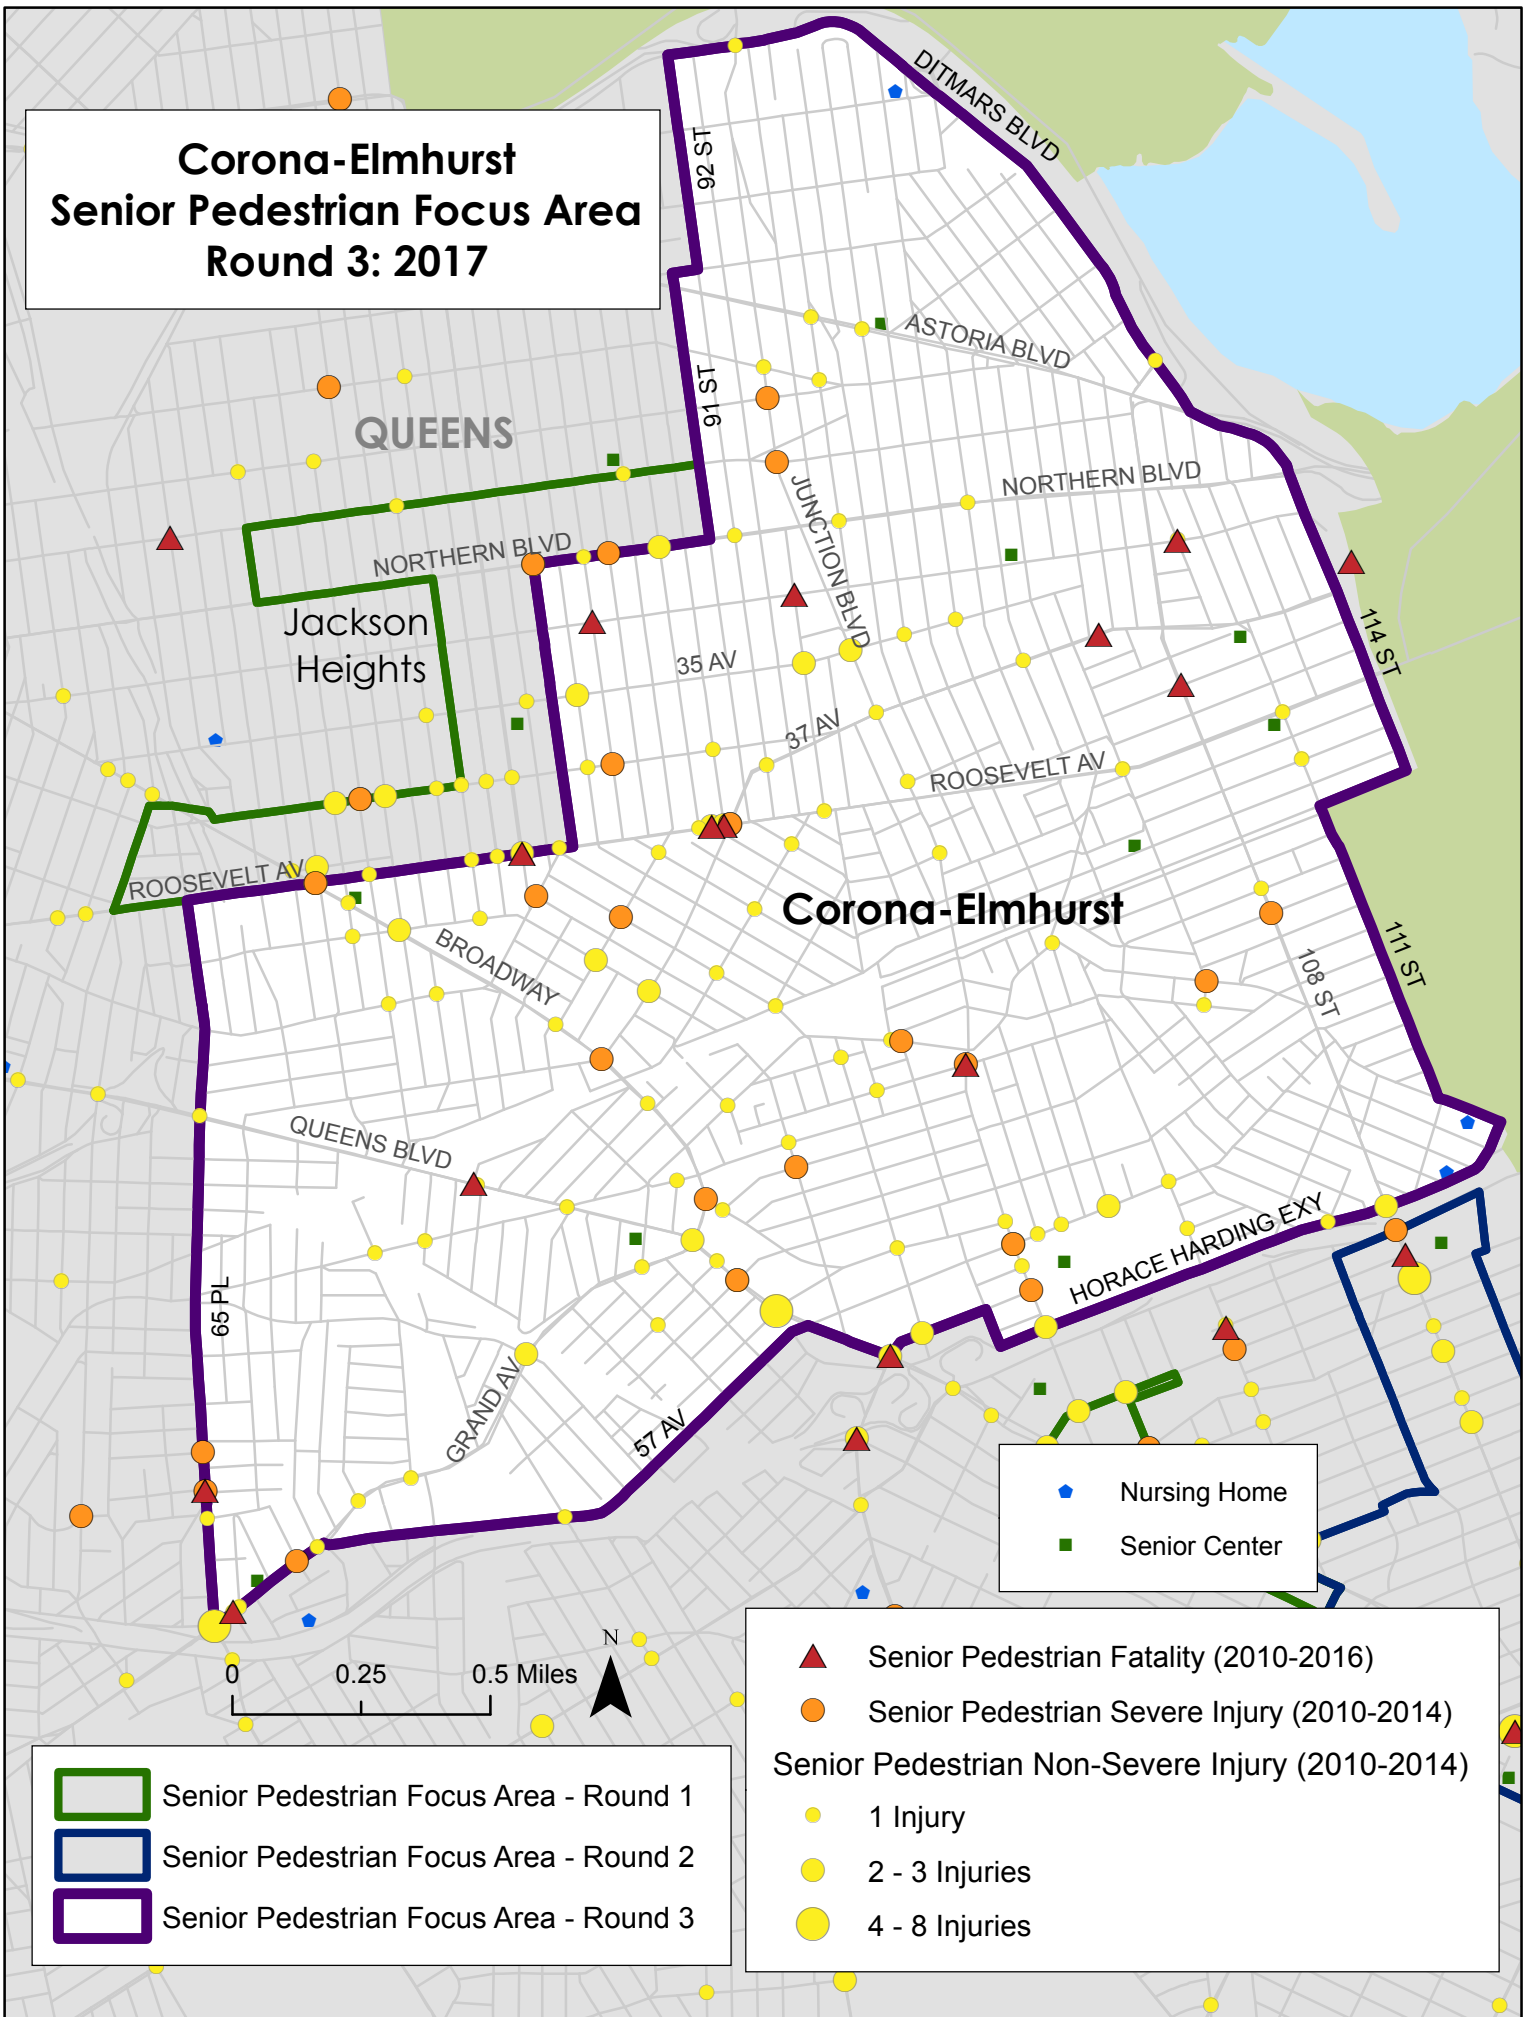 Corona-Elmhurst
Senior Pedestrian Focus Area
Round 3: 2017
DITMARS BLVD
92 ST
ASTORIA BLVD
91 ST
QUEENS
NORTHERN BLVD
JUNCTION BLVD
NORTHERN BLVD
Jackson
Heights
35 AV
114 ST
37 AV
ROOSEVELT AV
ROOSEVELT AV
Corona-Elmhurst
BROADWAY
111 ST
108 ST
QUEENS BLVD
HORACE HARDING EXY
65 PL
GRAND AV
57 AV
Nursing Home
Senior Center
N
0 0.25 0.5 Miles
Senior Pedestrian Fatality (2010-2016)
Senior Pedestrian Severe Injury (2010-2014)
Senior Pedestrian Non-Severe Injury (2010-2014)
1 Injury
2 - 3 Injuries
4 - 8 Injuries
Senior Pedestrian Focus Area - Round 1
Senior Pedestrian Focus Area - Round 2
Senior Pedestrian Focus Area - Round 3